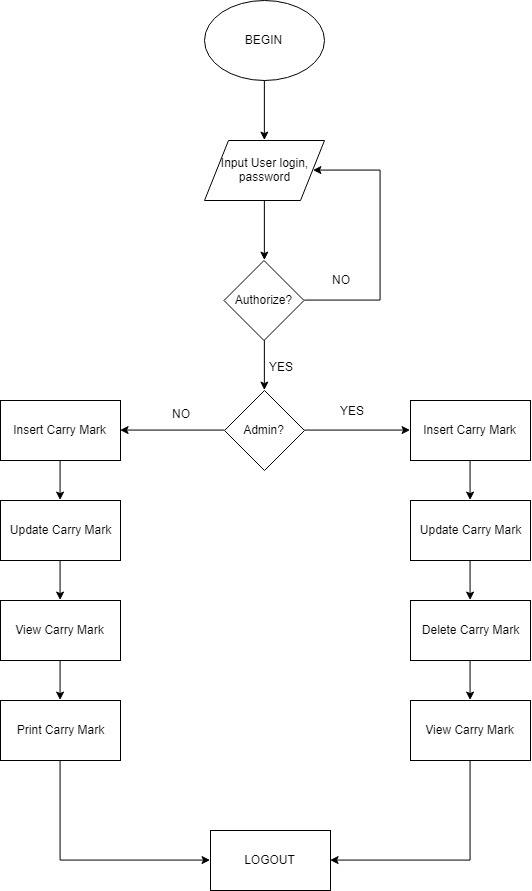 BEGIN
Input User login,
password
Authorize?
NO
YES
Admin?
NO
YES
Insert Carry Mark
Insert Carry Mark
Update Carry Mark
Update Carry Mark
View Carry Mark
Delete Carry Mark
Print Carry Mark
View Carry Mark
LOGOUT